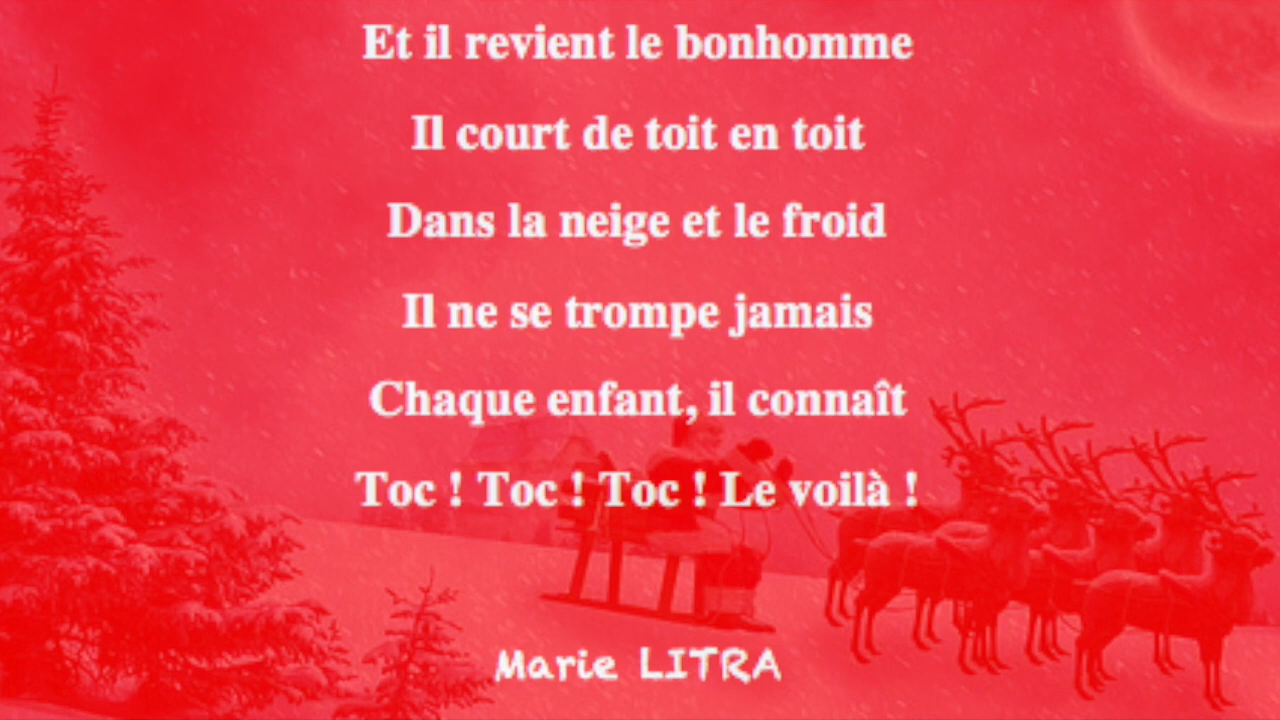 Et il revient le bonhomme
Il court de toit en toit
Dans la neige et le froid
Il ne se trompe jamais
Chaque enfant, il connaît
Toc ! Toc ! Toc ! Le voilà !
Marie LITRA